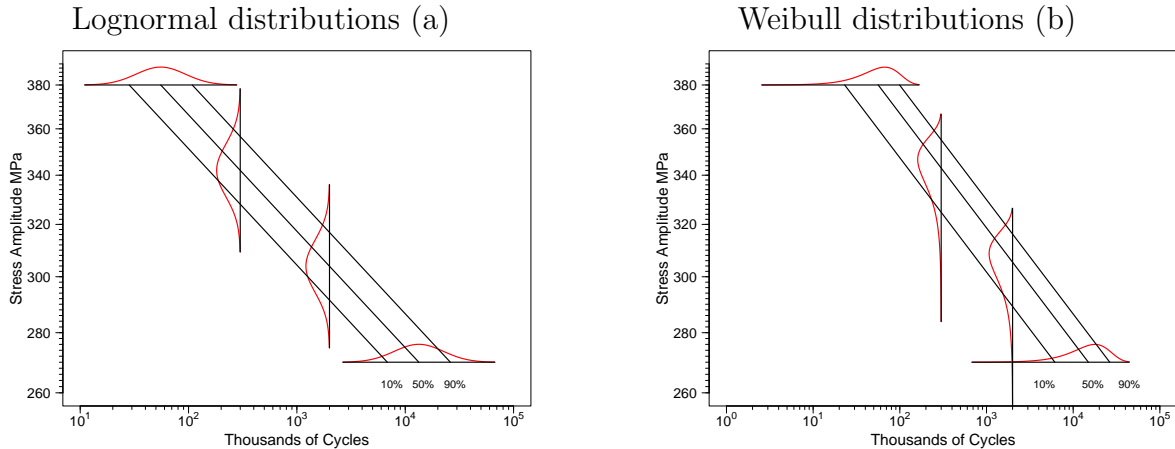 Lognormal distributions (a)
380
360
340
320
300
280
260
Stress Amplitude MPa
10% 50% 90%
10¹ 10² 10³ 10⁴ 10⁵
Thousands of Cycles
Weibull distributions (b)
380
360
340
320
300
280
260
Stress Amplitude MPa
10% 50% 90%
10⁰ 10¹ 10² 10³ 10⁴ 10⁵
Thousands of Cycles